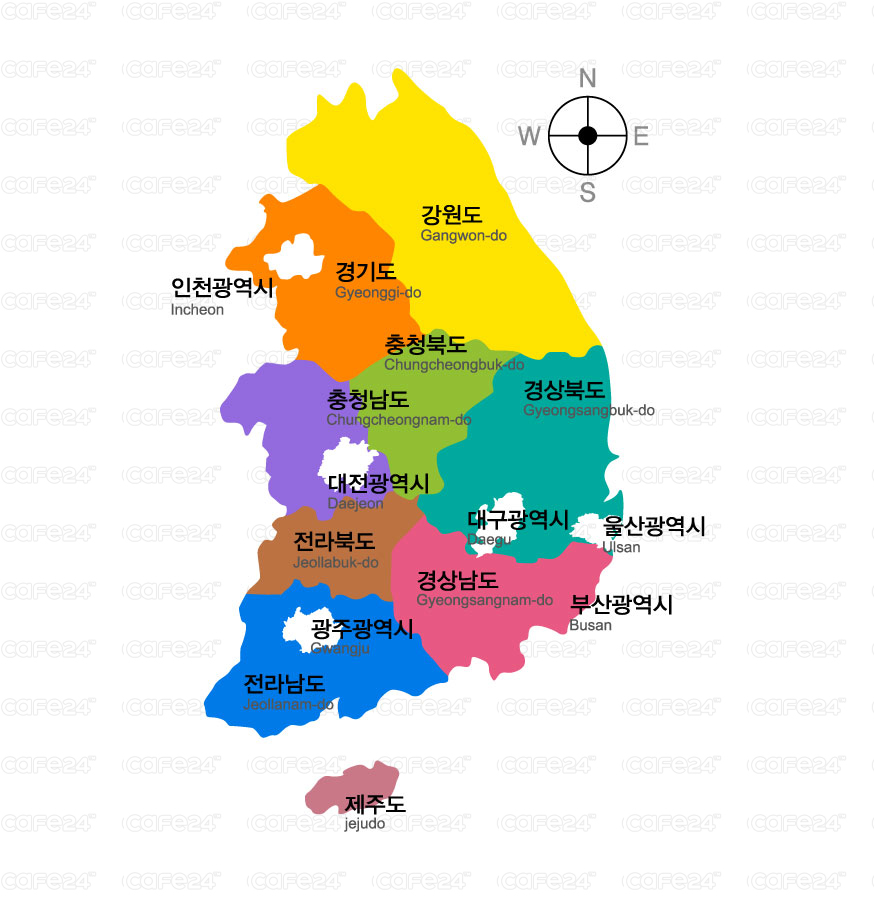 N
W E
S
강원도
Gangwon-do
경기도
Gyeonggi-do
인천광역시
Incheon
충청북도
Chungcheongbuk-do
경상북도
Gyeongsangbuk-do
충청남도
Chungcheongnam-do
대전광역시
Daejeon
대구광역시
Daegu
울산광역시
Ulsan
전라북도
Jeollabuk-do
경상남도
Gyeongsangnam-do
부산광역시
Busan
광주광역시
Gwangju
전라남도
Jeollanam-do
제주도
jejudo
cafe24